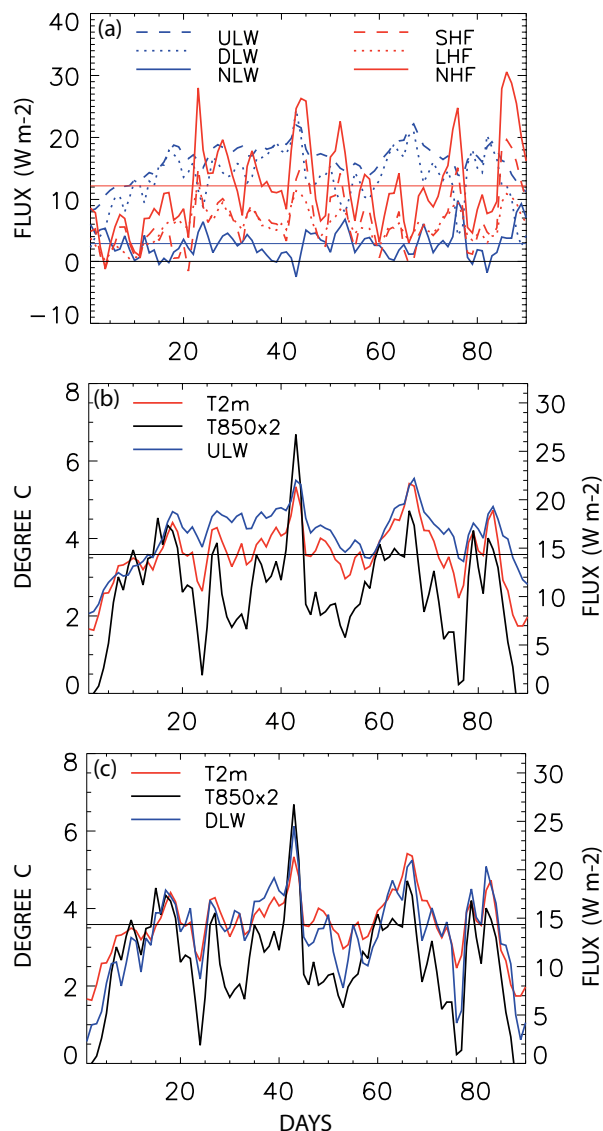 (a)
40
30
20
10
0
−10
FLUX (W m-2)
ULW
DLW
NLW
SHF
LHF
NHF
20 40 60 80
(b)
8
6
4
2
0
DEGREE C
T2m
T850x2
ULW
30
25
20
15
10
5
0
FLUX (W m-2)
20 40 60 80
(c)
8
6
4
2
0
DEGREE C
T2m
T850x2
DLW
30
25
20
15
10
5
0
FLUX (W m-2)
20 40 60 80
DAYS